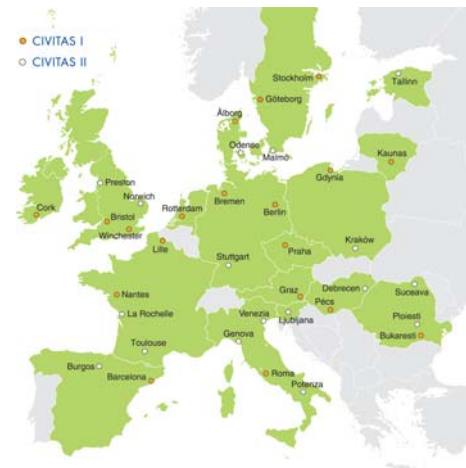 CIVITAS I
CIVITAS II
Stockholm
Tallinn
Göteborg
Ålborg
Odense
Malmö
Kaunas
Gdynia
Preston
Norwich
Cork
Bristol
Rotterdam
Bremen
Berlin
Winchester
Lille
Praha
Kraków
Stuttgart
Nantes
Graz
Debrecen
Suceava
Pécs
La Rochelle
Venezia
Ljubljana
Ploiesti
Genova
Bukaresti
Toulouse
Burgos
Barcelona
Roma
Potenza